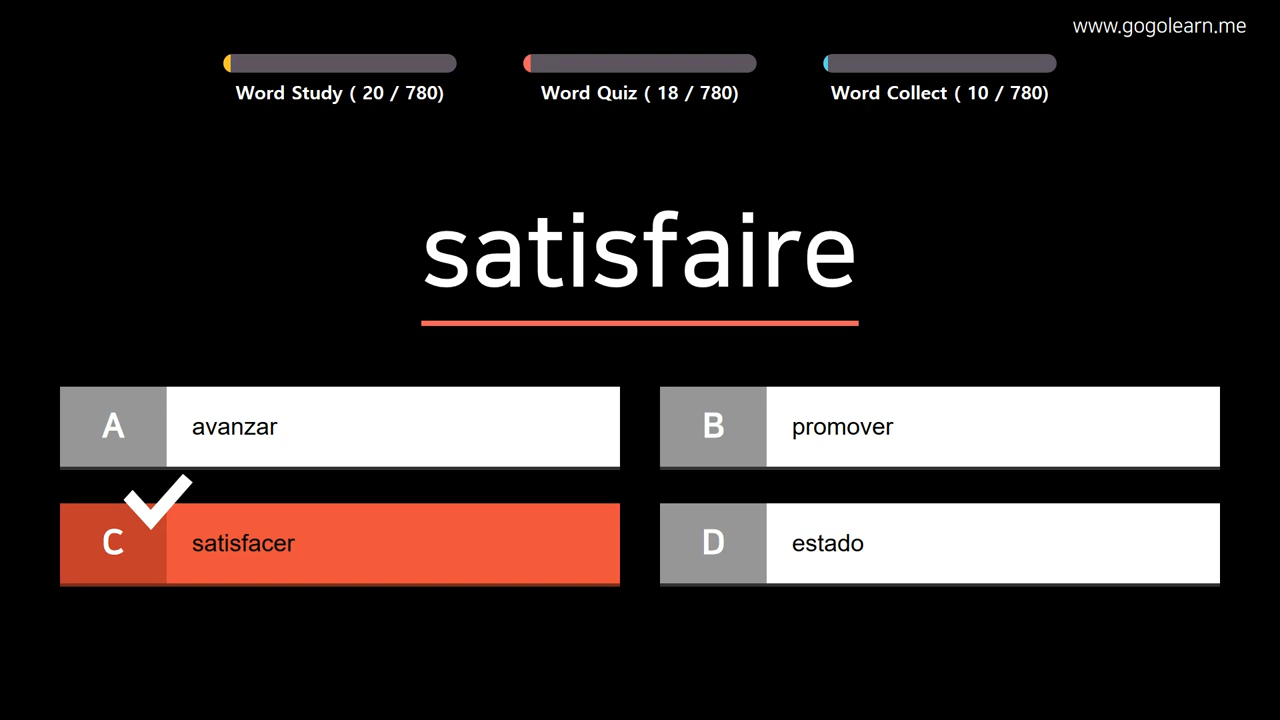 www.gogolearn.me
Word Study ( 20 / 780)
Word Quiz ( 18 / 780)
Word Collect ( 10 / 780)
satisfaire
A avanzar
B promover
C satisfacer
D estado